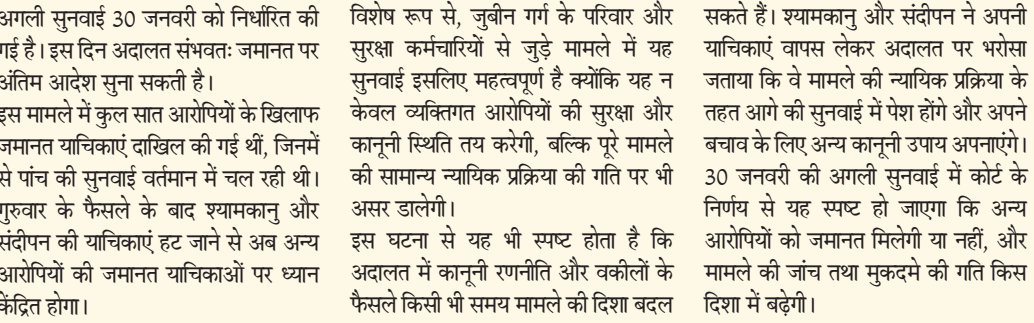 अगली सुनवाई 30 जनवरी को निर्धारित की
गई है। इस दिन अदालत संभवतः जमानत पर
अंतिम आदेश सुना सकती है।
इस मामले में कुल सात आरोपियों के खिलाफ
जमानत याचिकाएं दाखिल की गई थीं, जिनमें
से पांच की सुनवाई वर्तमान में चल रही थी।
गुरुवार के फैसले के बाद श्यामकानु और
संदीपन की याचिकाएं हट जाने से अब अन्य
आरोपियों की जमानत याचिकाओं पर ध्यान
केंद्रित होगा।
विशेष रूप से, जुबीन गर्ग के परिवार और
सुरक्षा कर्मचारियों से जुड़े मामले में यह
सुनवाई इसलिए महत्वपूर्ण है क्योंकि यह न
केवल व्यक्तिगत आरोपियों की सुरक्षा और
कानूनी स्थिति तय करेगी, बल्कि पूरे मामले
की सामान्य न्यायिक प्रक्रिया की गति पर भी
असर डालेगी।
इस घटना से यह भी स्पष्ट होता है कि
अदालत में कानूनी रणनीति और वकीलों के
फैसले किसी भी समय मामले की दिशा बदल
सकते हैं। श्यामकानु और संदीपन ने अपनी
याचिकाएं वापस लेकर अदालत पर भरोसा
जताया कि वे मामले की न्यायिक प्रक्रिया के
तहत आगे की सुनवाई में पेश होंगे और अपने
बचाव के लिए अन्य कानूनी उपाय अपनाएंगे।
30 जनवरी की अगली सुनवाई में कोर्ट के
निर्णय से यह स्पष्ट हो जाएगा कि अन्य
आरोपियों को जमानत मिलेगी या नहीं, और
मामले की जांच तथा मुकदमे की गति किस
दिशा में बढ़ेगी।